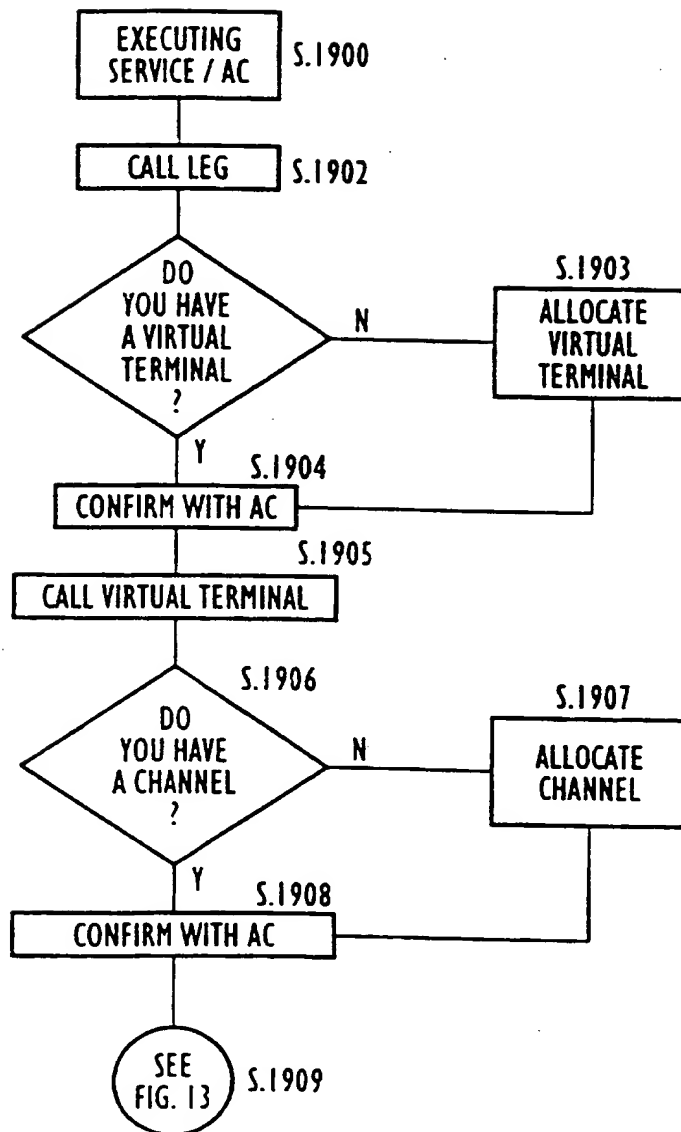 EXECUTING
SERVICE / AC
S.1900
CALL LEG
S.1902
DO
YOU HAVE
A VIRTUAL
TERMINAL
?
N
S.1903
ALLOCATE
VIRTUAL
TERMINAL
Y
S.1904
CONFIRM WITH AC
S.1905
CALL VIRTUAL TERMINAL
S.1906
DO
YOU HAVE
A CHANNEL
?
N
S.1907
ALLOCATE
CHANNEL
Y
S.1908
CONFIRM WITH AC
SEE
FIG. 13
S.1909